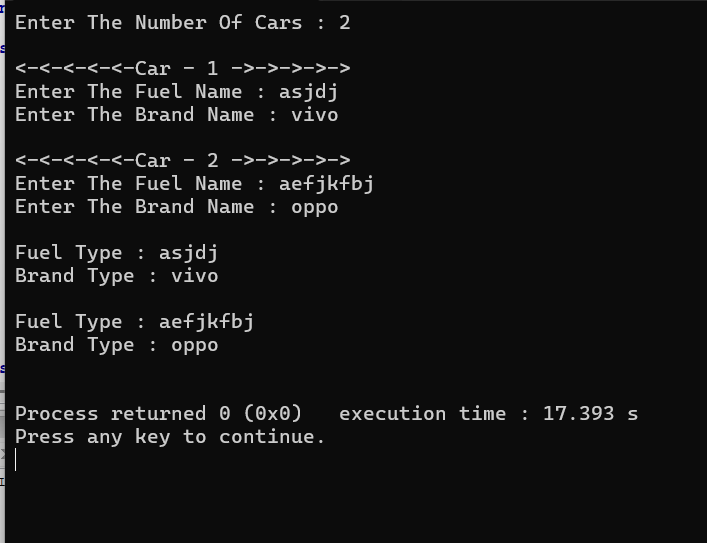 Enter The Number Of Cars : 2
<-<-<-<-<-Car - 1 ->->->->->
Enter The Fuel Name : asjdj
Enter The Brand Name : vivo
<-<-<-<-<-Car - 2 ->->->->->
Enter The Fuel Name : aefjkfbj
Enter The Brand Name : oppo
Fuel Type : asjdj
Brand Type : vivo
Fuel Type : aefjkfbj
Brand Type : oppo
Process returned 0 (0x0)   execution time : 17.393 s
Press any key to continue.